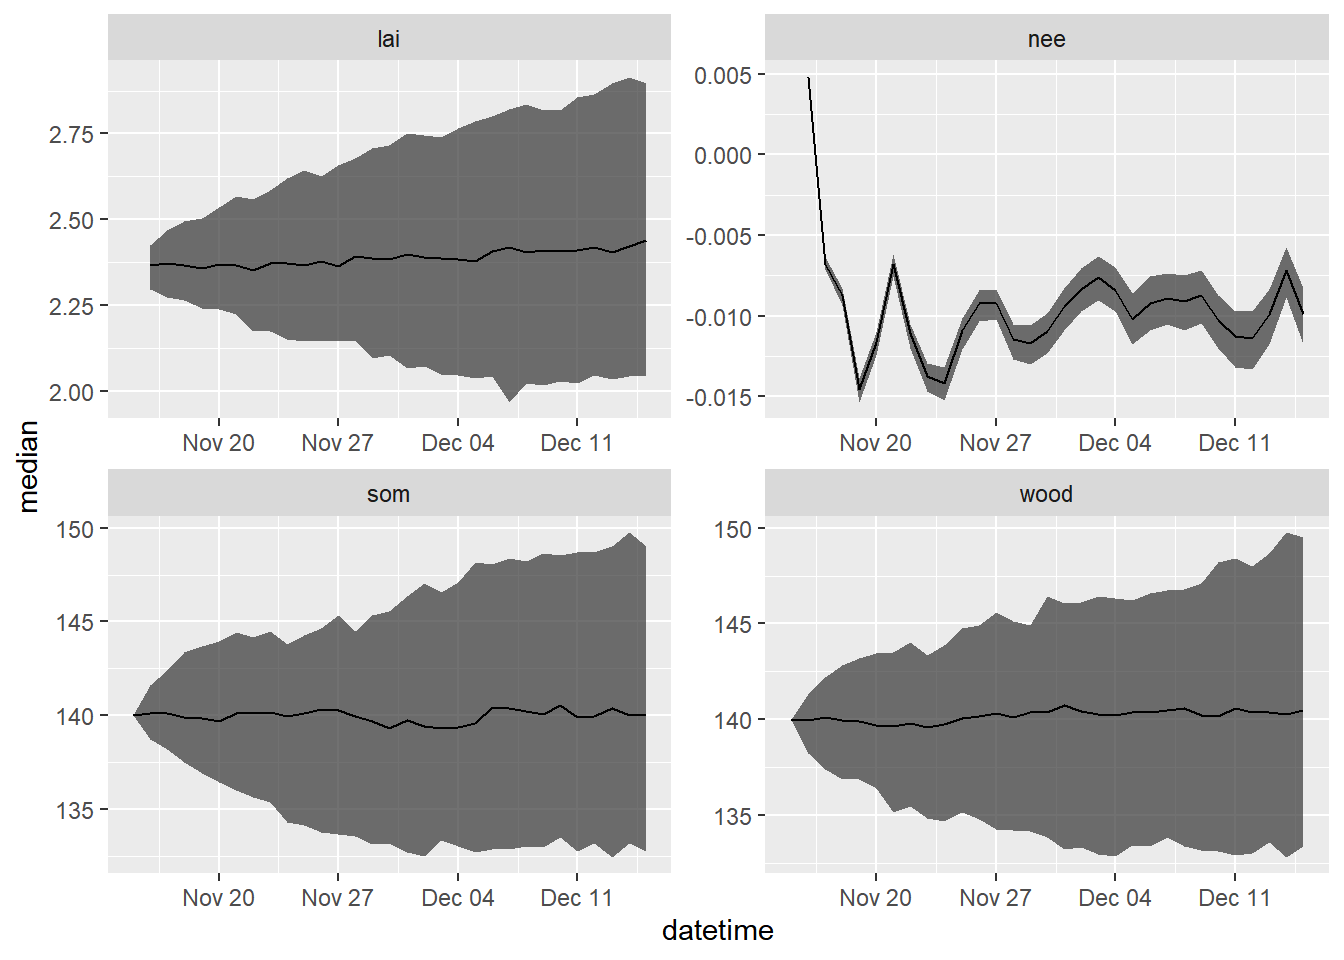 lai
nee
2.75
2.50
2.25
2.00
0.005
0.000
-0.005
-0.010
-0.015
Nov 20 Nov 27 Dec 04 Dec 11
Nov 20 Nov 27 Dec 04 Dec 11
median
som
wood
150
145
140
135
150
145
140
135
Nov 20 Nov 27 Dec 04 Dec 11
Nov 20 Nov 27 Dec 04 Dec 11
datetime